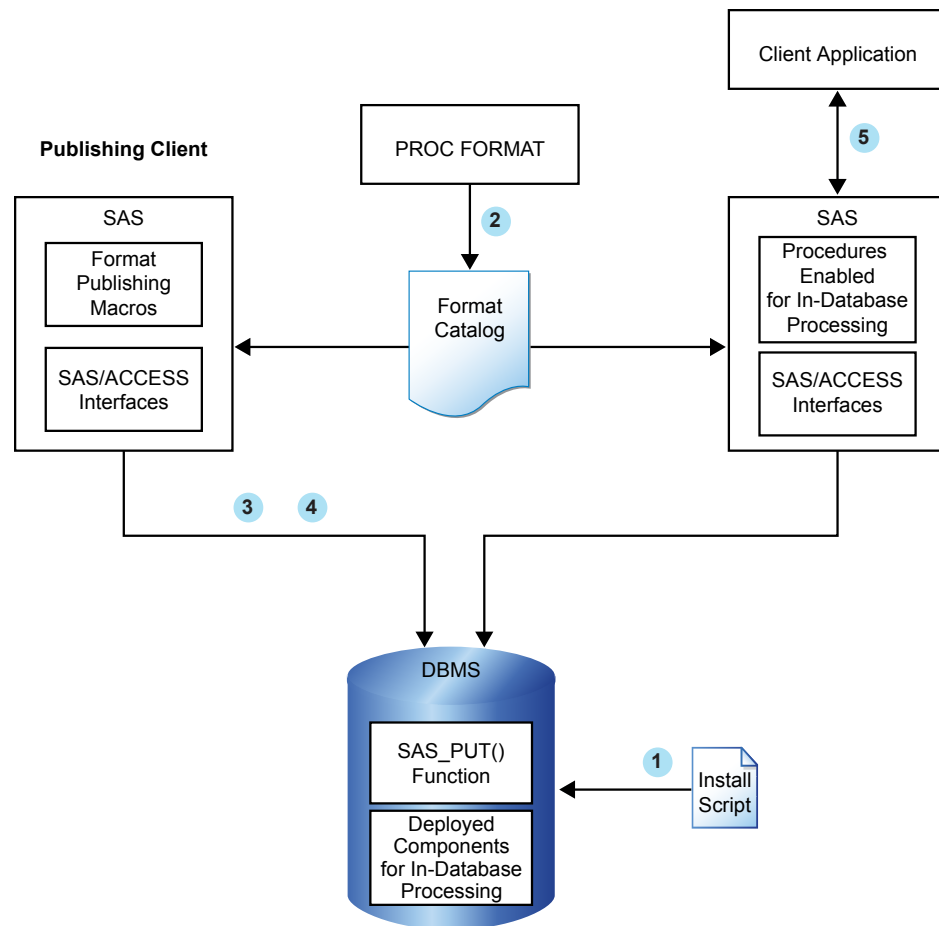 Client Application
5
PROC FORMAT
Publishing Client
2
SAS
Format
Publishing
Macros
SAS/ACCESS
Interfaces
Format
Catalog
SAS
Procedures
Enabled
for In-Database
Processing
SAS/ACCESS
Interfaces
3
4
DBMS
SAS_PUT()
Function
Deployed
Components
for In-Database
Processing
1
Install
Script